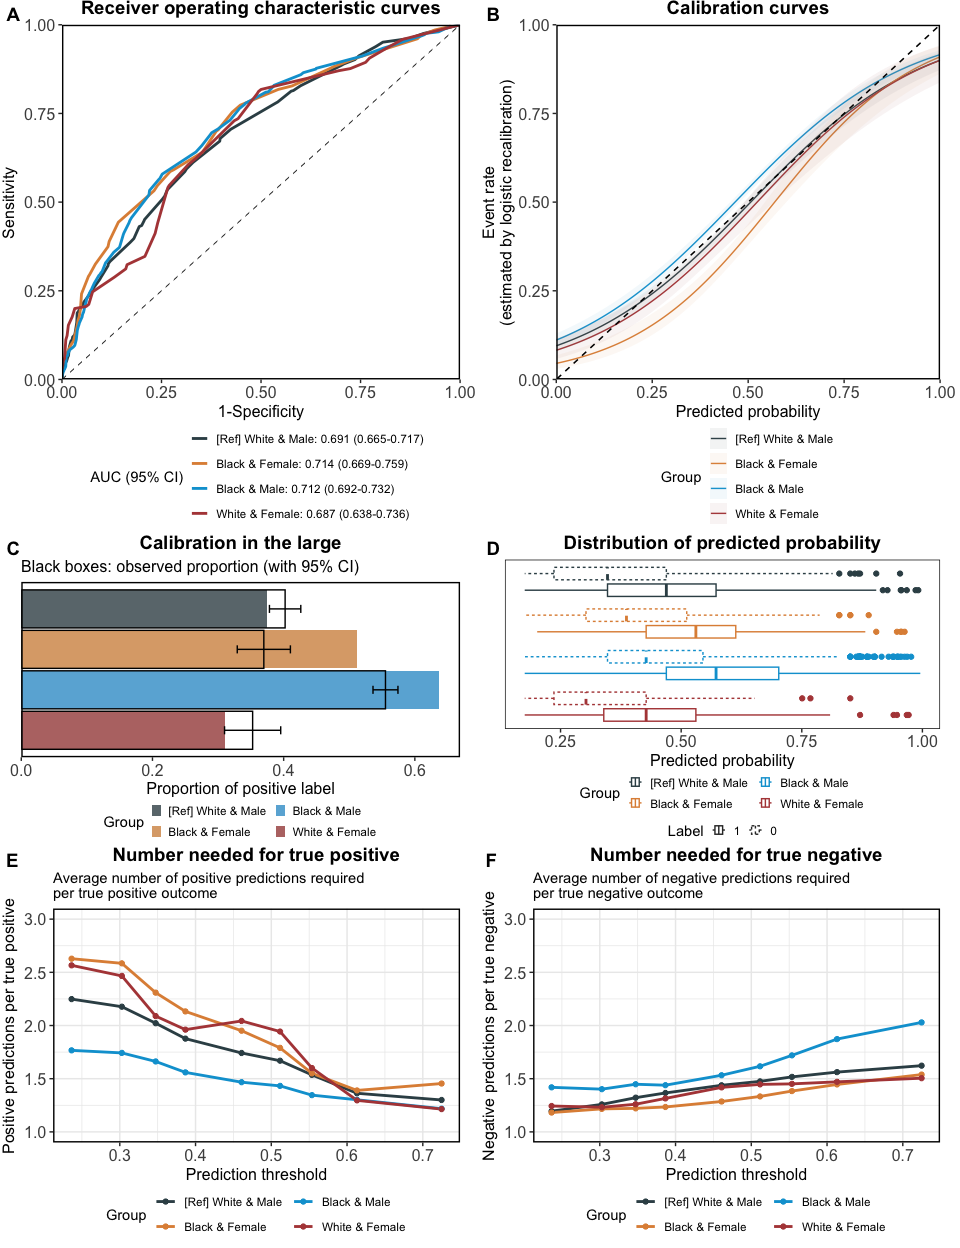 A
Receiver operating characteristic curves
1.00
0.75
0.50
0.25
0.00
Sensitivity
0.00 0.25 0.50 0.75 1.00
1-Specificity
AUC (95% CI)
[Ref] White & Male: 0.691 (0.665-0.717)
Black & Female: 0.714 (0.669-0.759)
Black & Male: 0.712 (0.692-0.732)
White & Female: 0.687 (0.638-0.736)
B
Calibration curves
1.00
0.75
0.50
0.25
0.00
Event rate
(estimated by logistic recalibration)
0.00 0.25 0.50 0.75 1.00
Predicted probability
Group
[Ref] White & Male
Black & Female
Black & Male
White & Female
C
Calibration in the large
Black boxes: observed proportion (with 95% CI)
0.0 0.2 0.4 0.6
Proportion of positive label
Group
[Ref] White & Male
Black & Male
Black & Female
White & Female
D
Distribution of predicted probability
0.25 0.50 0.75 1.00
Predicted probability
Group
[Ref] White & Male
Black & Male
Black & Female
White & Female
Label 1 0
E
Number needed for true positive
Average number of positive predictions required
per true positive outcome
3.0
2.5
2.0
1.5
1.0
Positive predictions per true positive
0.3 0.4 0.5 0.6 0.7
Prediction threshold
Group
[Ref] White & Male
Black & Male
Black & Female
White & Female
F
Number needed for true negative
Average number of negative predictions required
per true negative outcome
3.0
2.5
2.0
1.5
1.0
Negative predictions per true negative
0.3 0.4 0.5 0.6 0.7
Prediction threshold
Group
[Ref] White & Male
Black & Male
Black & Female
White & Female